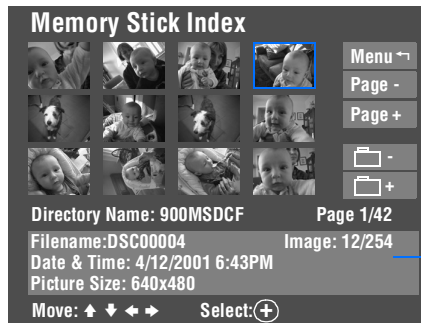 Memory Stick Index
Menu
Page -
Page +
-
+
Directory Name: 900MSDCF Page 1/42
Filename:DSC00004 Image: 12/254
Date & Time: 4/12/2001 6:43PM
Picture Size: 640x480
Move: Select: